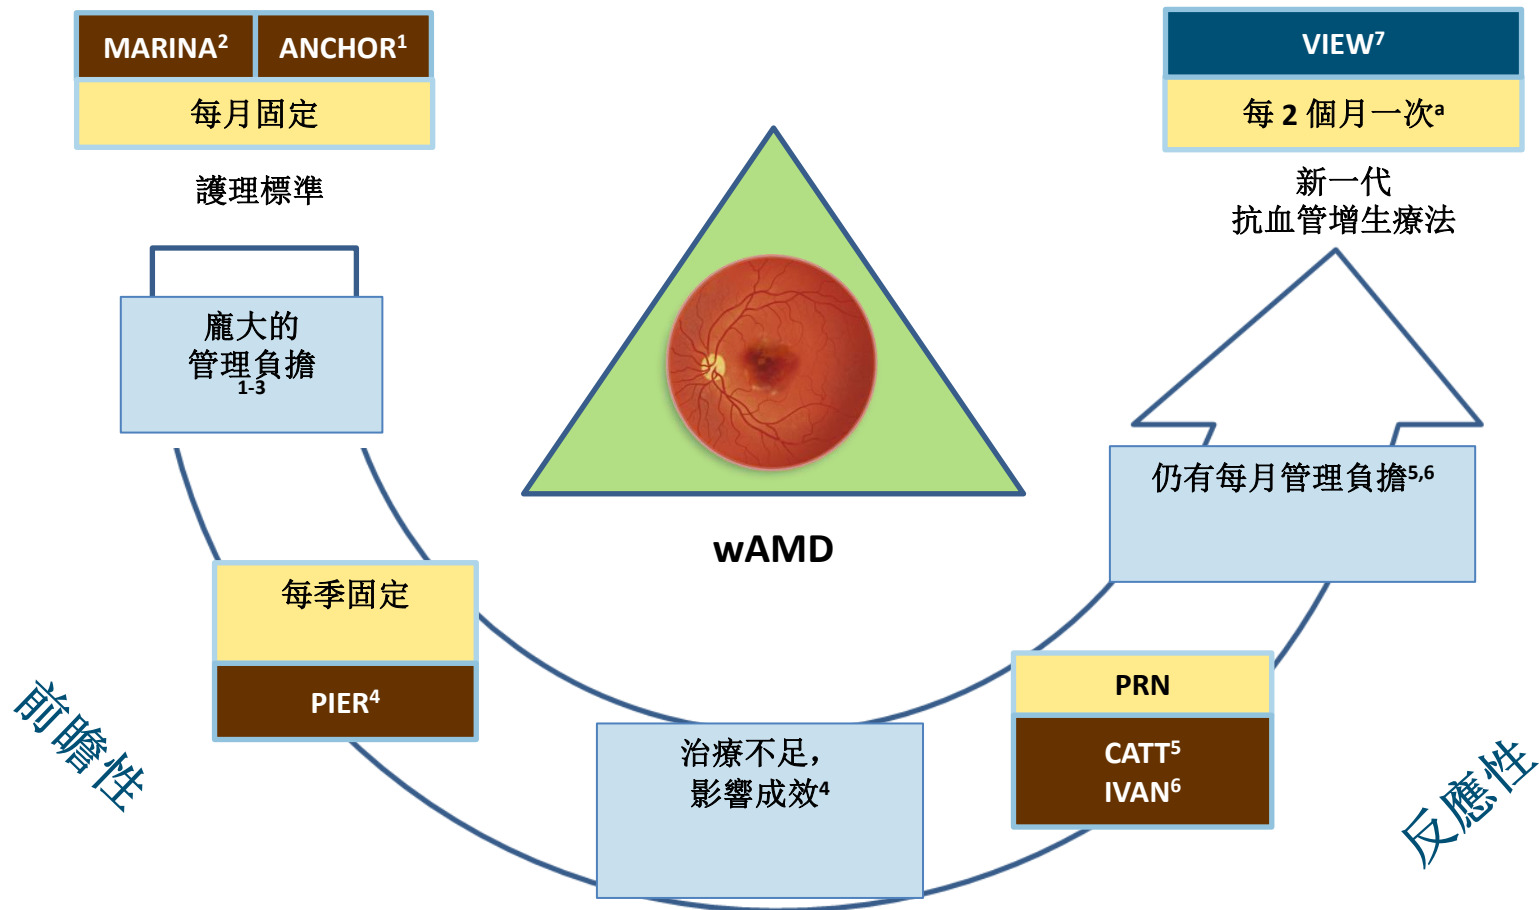 MARINA²
ANCHOR¹
每月固定
護理標準
龐大的
管理負擔
1-3
每季固定
PIER⁴
前瞻性
wAMD
治療不足，
影響成效⁴
PRN
CATT⁵
IVAN⁶
反應性
仍有每月管理負擔⁵,⁶
新一代
抗血管增生療法
VIEW⁷
每 2 個月一次ᵃ